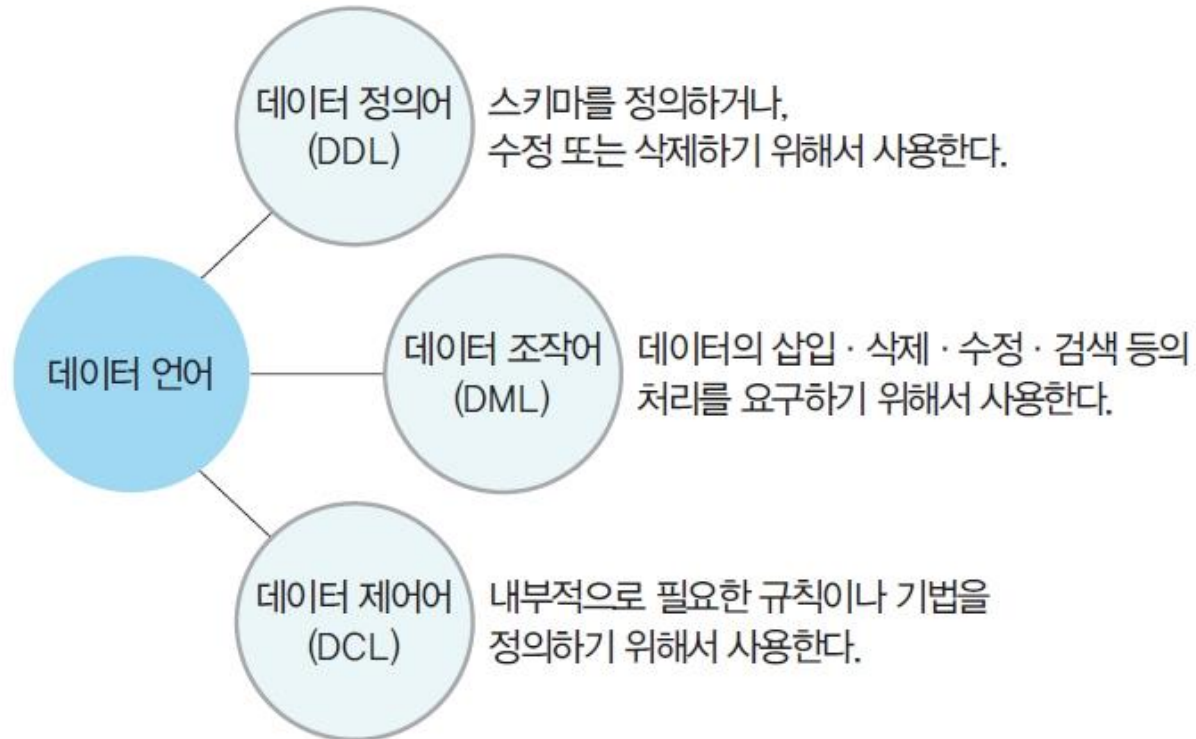 데이터 정의어
(DDL)
스키마를 정의하거나,
수정 또는 삭제하기 위해서 사용한다.
데이터 언어
데이터 조작어
(DML)
데이터의 삽입 · 삭제 · 수정 · 검색 등의
처리를 요구하기 위해서 사용한다.
데이터 제어어
(DCL)
내부적으로 필요한 규칙이나 기법을
정의하기 위해서 사용한다.